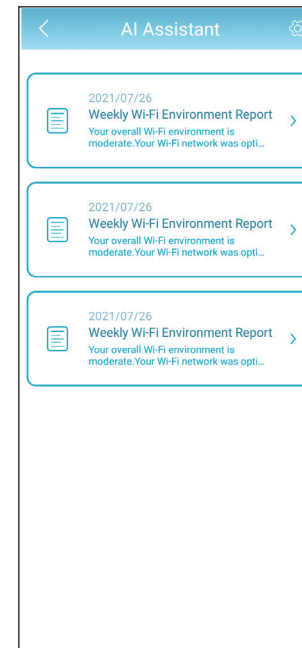 AI Assistant
2021/07/26
Weekly Wi-Fi Environment Report
Your overall Wi-Fi environment is
moderate.Your Wi-Fi network was opti...
2021/07/26
Weekly Wi-Fi Environment Report
Your overall Wi-Fi environment is
moderate.Your Wi-Fi network was opti...
2021/07/26
Weekly Wi-Fi Environment Report
Your overall Wi-Fi environment is
moderate.Your Wi-Fi network was opti...